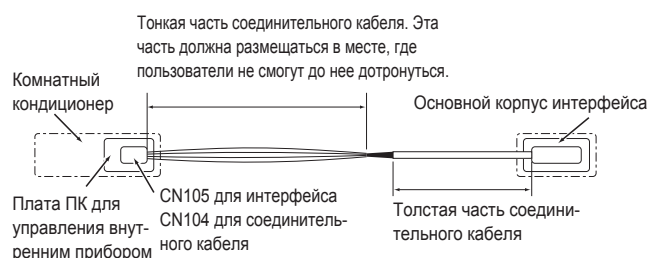 Тонкая часть соединительного кабеля. Эта
часть должна размещаться в месте, где
пользователи не смогут до нее дотронуться.
Комнатный
кондиционер
Основной корпус интерфейса
Плата ПК для
управления внут-
ренним прибором
CN105 для интерфейса
CN104 для соединитель-
ного кабеля
Толстая часть соедини-
тельного кабеля